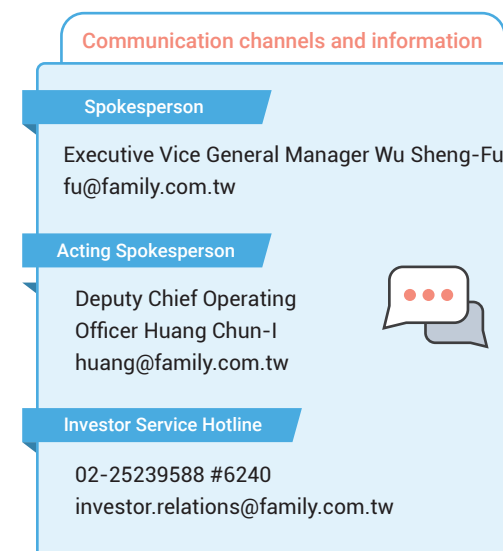 Communication channels and information
Spokesperson
Executive Vice General Manager Wu Sheng-Fu
fu@family.com.tw
Acting Spokesperson
Deputy Chief Operating
Officer Huang Chun-I
huang@family.com.tw
Investor Service Hotline
02-25239588 #6240
investor.relations@family.com.tw